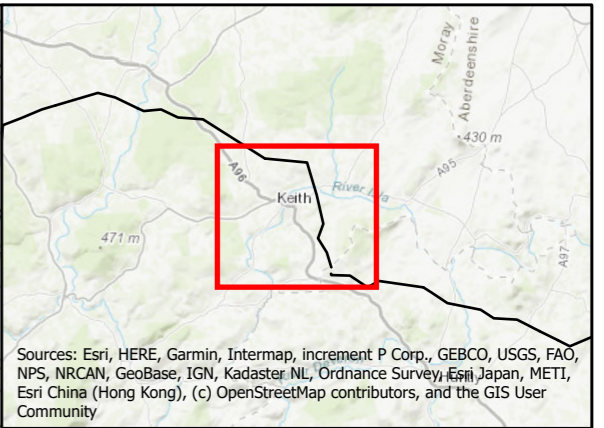 Moray
Aberdeenshire
430 m
A95
A96
River Isla
Keith
471 m
A97
Huntly
Sources: Esri, HERE, Garmin, Intermap, increment P Corp., GEBCO, USGS, FAO,
NPS, NRCAN, GeoBase, IGN, Kadaster NL, Ordnance Survey, Esri Japan, METI,
Esri China (Hong Kong), (c) OpenStreetMap contributors, and the GIS User
Community